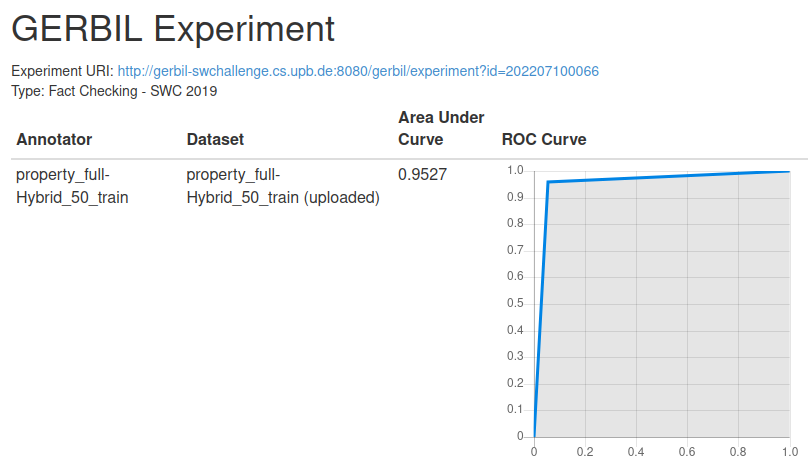 GERBIL Experiment
Experiment URI: http://gerbil-swchallenge.cs.upb.de:8080/gerbil/experiment?id=202207100066
Type: Fact Checking - SWC 2019
Annotator
Dataset
Area Under
Curve
ROC Curve
property_full-
Hybrid_50_train
property_full-
Hybrid_50_train (uploaded)
0.9527
1.0
0.9
0.8
0.7
0.6
0.5
0.4
0.3
0.2
0.1
0
0 0.2 0.4 0.6 0.8 1.0